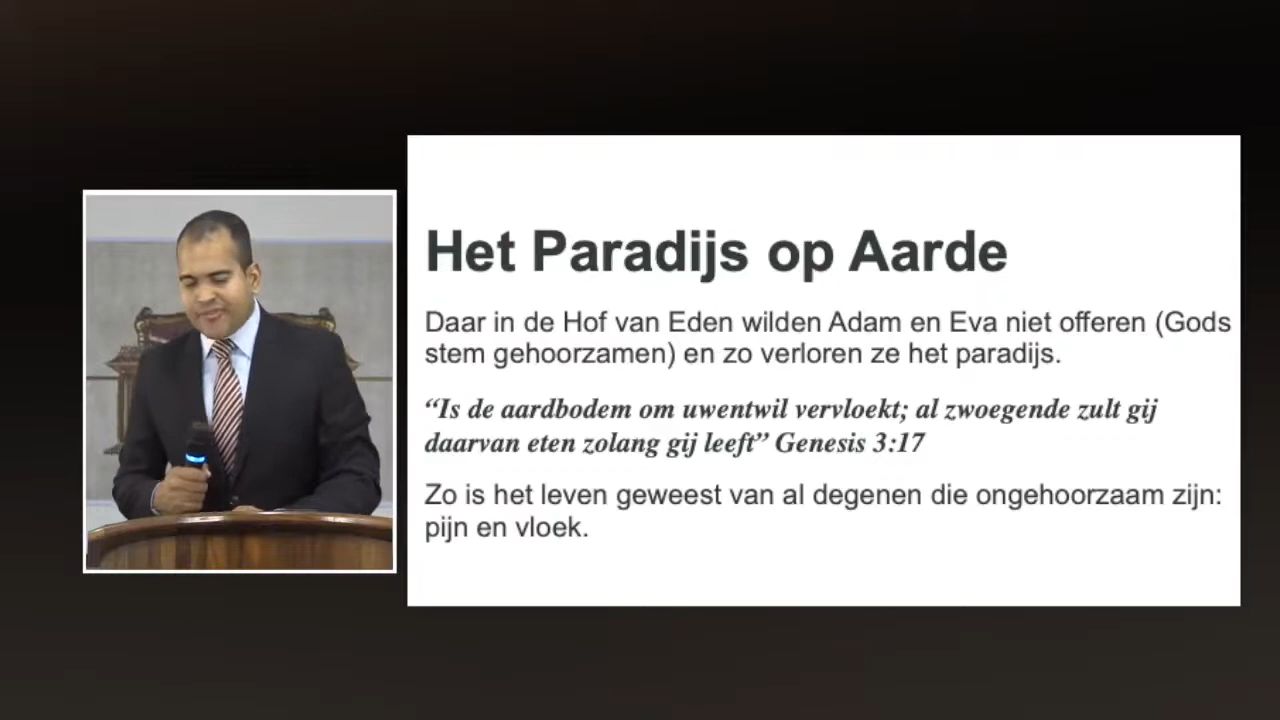 Het Paradijs op Aarde
Daar in de Hof van Eden wilden Adam en Eva niet offeren (Gods
stem gehoorzamen) en zo verloren ze het paradijs.
“Is de aardbodem om uwentwil vervloekt; al zwoegende zult gij
daarvan eten zolang gij leeft” Genesis 3:17
Zo is het leven geweest van al degenen die ongehoorzaam zijn:
pijn en vloek.